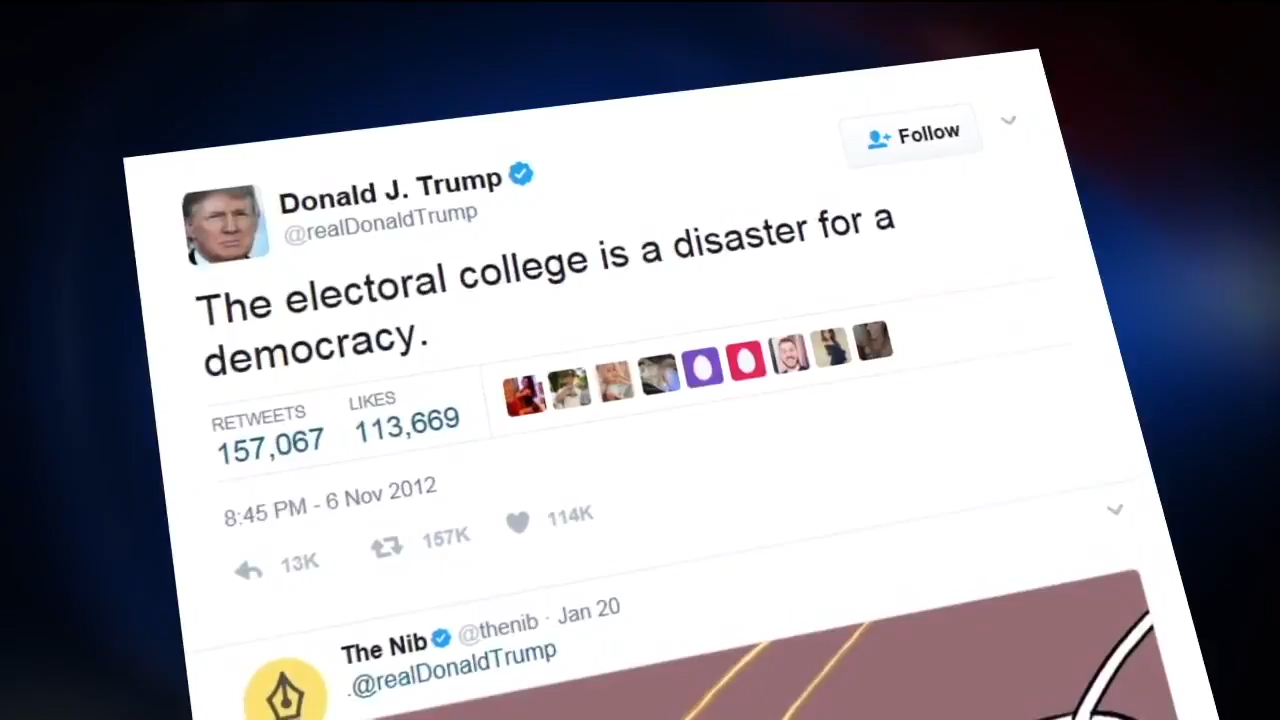 Donald J. Trump
@realDonaldTrump
Follow
The electoral college is a disaster for a
democracy.
RETWEETS LIKES
157,067 113,669
8:45 PM - 6 Nov 2012
13K 157K 114K
The Nib @thenib · Jan 20
.@realDonaldTrump